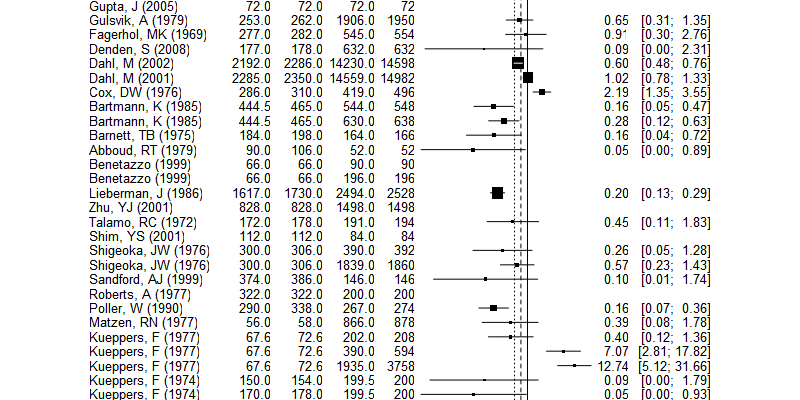 Gupta, J (2005) 72.0 72.0 72.0 72
Gulsvik, A (1979) 253.0 262.0 1906.0 1950 0.65 [0.31; 1.35]
Fagerhol, MK (1969) 277.0 282.0 545.0 554 0.91 [0.30; 2.76]
Denden, S (2008) 177.0 178.0 632.0 632 0.09 [0.00; 2.31]
Dahl, M (2002) 2192.0 2286.0 14230.0 14598 0.60 [0.48; 0.76]
Dahl, M (2001) 2285.0 2350.0 14559.0 14982 1.02 [0.78; 1.33]
Cox, DW (1976) 286.0 310.0 419.0 496 2.19 [1.35; 3.55]
Bartmann, K (1985) 444.5 465.0 544.0 548 0.16 [0.05; 0.47]
Bartmann, K (1985) 444.5 465.0 630.0 638 0.28 [0.12; 0.63]
Barnett, TB (1975) 184.0 198.0 164.0 166 0.16 [0.04; 0.72]
Abboud, RT (1979) 90.0 106.0 52.0 52 0.05 [0.00; 0.89]
Benetazzo (1999) 66.0 66.0 90.0 90
Benetazzo (1999) 66.0 66.0 196.0 196
Lieberman, J (1986) 1617.0 1730.0 2494.0 2528 0.20 [0.13; 0.29]
Zhu, YJ (2001) 828.0 828.0 1498.0 1498
Talamo, RC (1972) 172.0 178.0 191.0 194 0.45 [0.11; 1.83]
Shim, YS (2001) 112.0 112.0 84.0 84
Shigeoka, JW (1976) 300.0 306.0 390.0 392 0.26 [0.05; 1.28]
Shigeoka, JW (1976) 300.0 306.0 1839.0 1860 0.57 [0.23; 1.43]
Sandford, AJ (1999) 374.0 386.0 146.0 146 0.10 [0.01; 1.74]
Roberts, A (1977) 322.0 322.0 200.0 200
Poller, W (1990) 290.0 338.0 267.0 274 0.16 [0.07; 0.36]
Matzen, RN (1977) 56.0 58.0 866.0 878 0.39 [0.08; 1.78]
Kueppers, F (1977) 67.6 72.6 202.0 208 0.40 [0.12; 1.36]
Kueppers, F (1977) 67.6 72.6 390.0 594 7.07 [2.81; 17.82]
Kueppers, F (1977) 67.6 72.6 1935.0 3758 12.74 [5.12; 31.66]
Kueppers, F (1974) 150.0 154.0 199.5 200 0.09 [0.00; 1.79]
Kueppers, F (1974) 170.0 178.0 199.5 200 0.05 [0.00; 0.93]